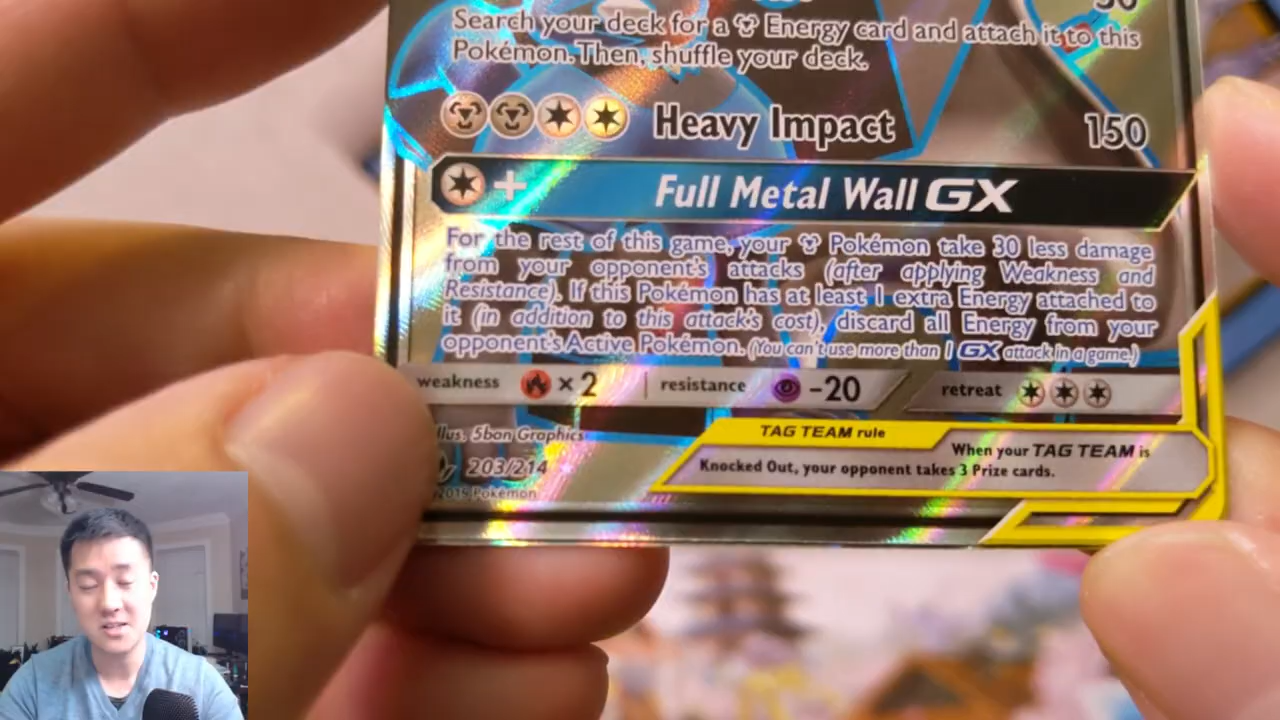 Search your deck for a Energy card and attach it to this
Pokémon. Then, shuffle your deck.
Heavy Impact 150
+ Full Metal Wall GX
For the rest of this game, your Pokémon take 30 less damage
from your opponent's attacks (after applying Weakness and
Resistance). If this Pokémon has at least 1 extra Energy attached to
it (in addition to this attack's cost), discard all Energy from your
opponent's Active Pokémon. (You can't use more than 1 GX attack in a game.)
weakness ×2 resistance -20 retreat
TAG TEAM rule
When your TAG TEAM is
Knocked Out, your opponent takes 3 Prize cards.
Illus. 5ban Graphics
203/214
2019 Pokémon